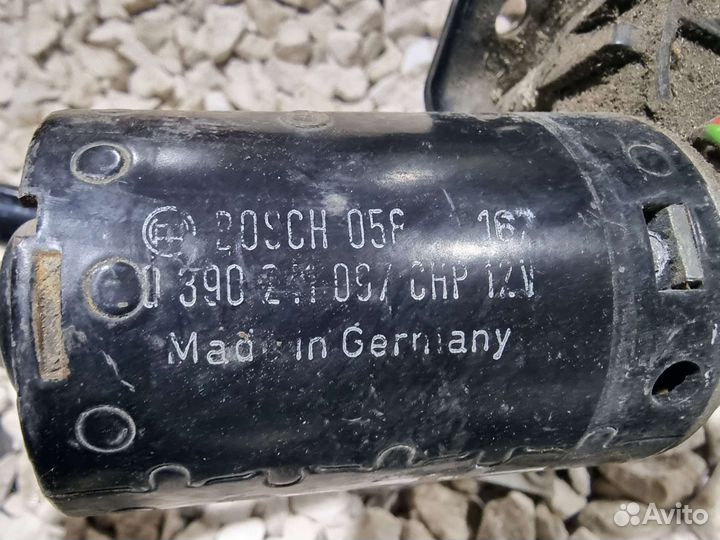 BOSCH 05F 167
0 390 241 097 CHP 12V
Made in Germany
Avito